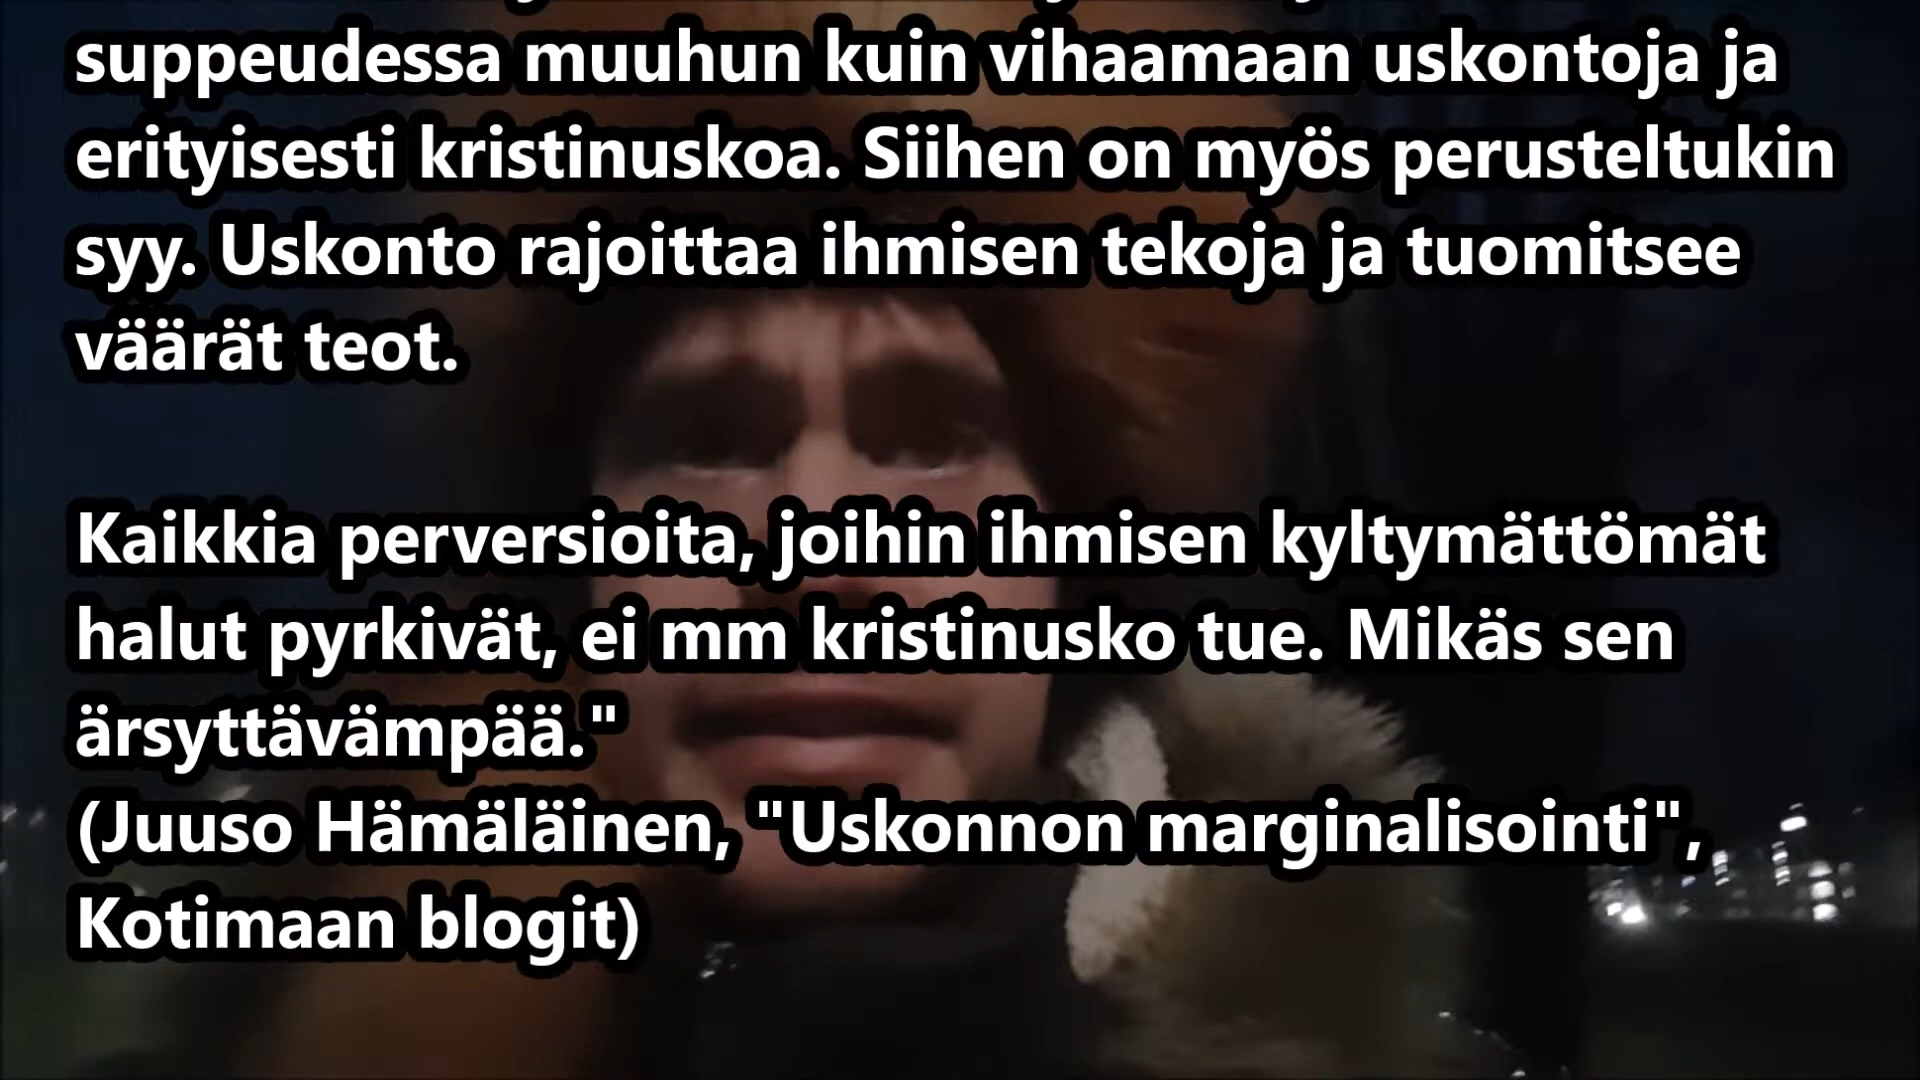 suppeudessa muuhun kuin vihaamaan uskontoja ja
erityisesti kristinuskoa. Siihen on myös perusteltukin
syy. Uskonto rajoittaa ihmisen tekoja ja tuomitsee
väärät teot.
Kaikkia perversioita, joihin ihmisen kyltymättömät
halut pyrkivät, ei mm kristinusko tue. Mikäs sen
ärsyttävämpää."
(Juuso Hämäläinen, "Uskonnon marginalisointi",
Kotimaan blogit)